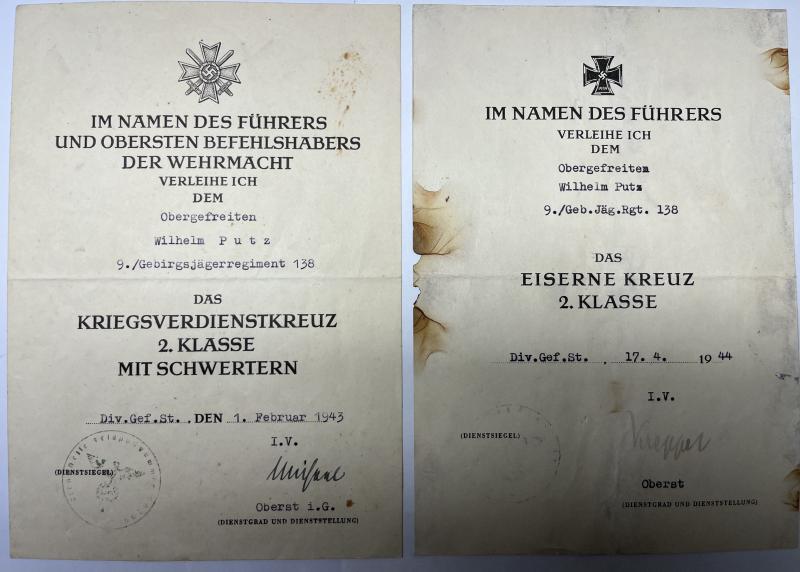 IM NAMEN DES FÜHRERS
UND OBERSTEN BEFEHLSHABERS
DER WEHRMACHT
VERLEIHE ICH
DEM
Obergefreiten
Wilhelm P u t z
9./Gebirgsjägerregiment 138
DAS
KRIEGSVERDIENSTKREUZ
2. KLASSE
MIT SCHWERTERN
Div.Gef.St. , DEN 1. Februar 1943
I.V.
(DIENSTSIEGEL)
Oberst i.G.
(DIENSTGRAD UND DIENSTSTELLUNG)
IM NAMEN DES FÜHRERS
VERLEIHE ICH
DEM
Obergefreiten
Wilhelm Putz
9./Geb.Jäg.Rgt. 138
DAS
EISERNE KREUZ
2. KLASSE
Div.Gef.St. , 17. 4. 19 44
I.V.
(DIENSTSIEGEL)
Oberst
(DIENSTGRAD UND DIENSTSTELLUNG)